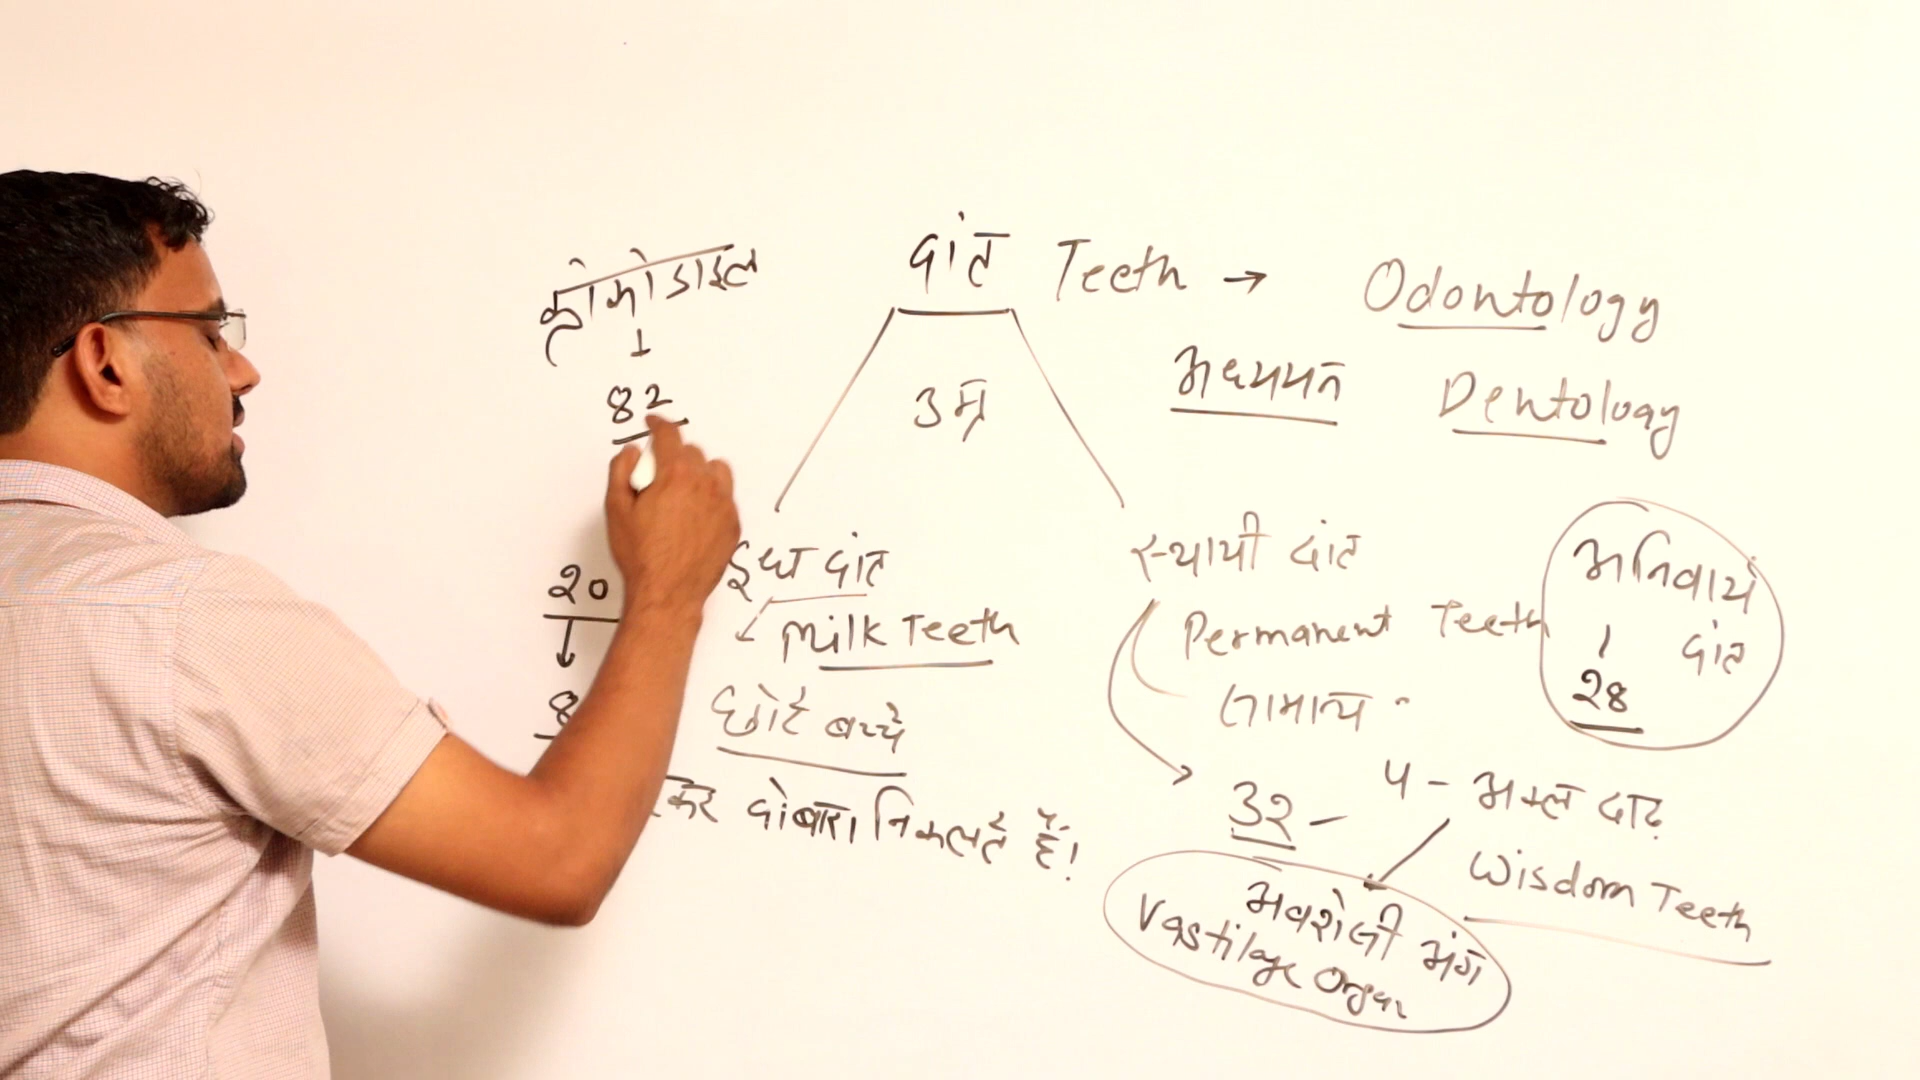 दांत Teeth → Odontology
अध्ययन Dentology
उम्र
क्रोकोडाइल
↓
82
दुध दांत
Milk Teeth
छोटे बच्चे
20
↓
8
कर दोबारा निकलते हैं!
स्थायी दांत
Permanent Teeth
सामान्य
32 - 4 - अक्ल दाढ़
Wisdom Teeth
अवशेषी अंग
Vastilage Organ
अनिवार्य
दांत
28